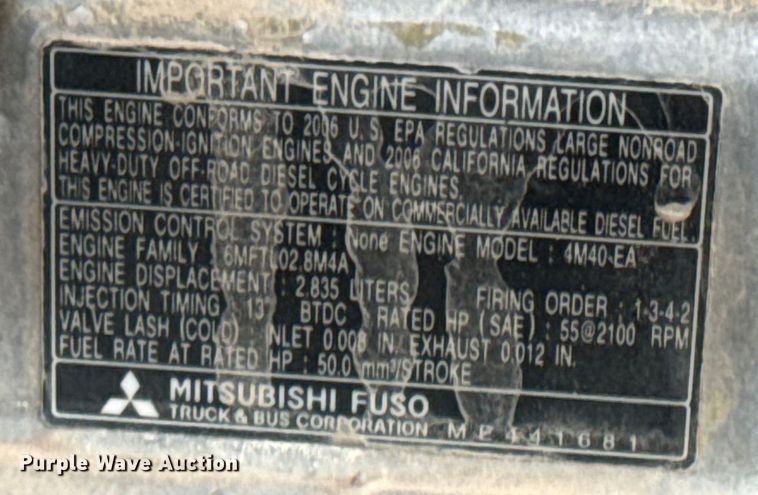 IMPORTANT ENGINE INFORMATION
THIS ENGINE CONFORMS TO 2006 U.S. EPA REGULATIONS LARGE NONROAD
COMPRESSION-IGNITION ENGINES AND 2006 CALIFORNIA REGULATIONS FOR
HEAVY-DUTY OFF-ROAD DIESEL CYCLE ENGINES.
THIS ENGINE IS CERTIFIED TO OPERATE ON COMMERCIALLY AVAILABLE DIESEL FUEL.
EMISSION CONTROL SYSTEM : None ENGINE MODEL : 4M40-EA
ENGINE FAMILY : 6MFTL02.8M4A
ENGINE DISPLACEMENT : 2.835 LITERS FIRING ORDER : 1-3-4-2
INJECTION TIMING : 13° BTDC RATED HP (SAE) : 55@2100 RPM
VALVE LASH (COLD) INLET 0.008 IN. EXHAUST 0.012 IN.
FUEL RATE AT RATED HP : 50.0 mm³/STROKE
MITSUBISHI FUSO
TRUCK & BUS CORPORATION ME441681
Purple Wave Auction